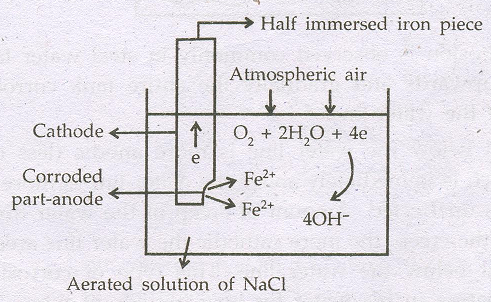 Half immersed iron piece
Atmospheric air
Cathode
O₂ + 2H₂O + 4e
e
Corroded
part-anode
Fe²⁺
Fe²⁺
4OH⁻
Aerated solution of NaCl